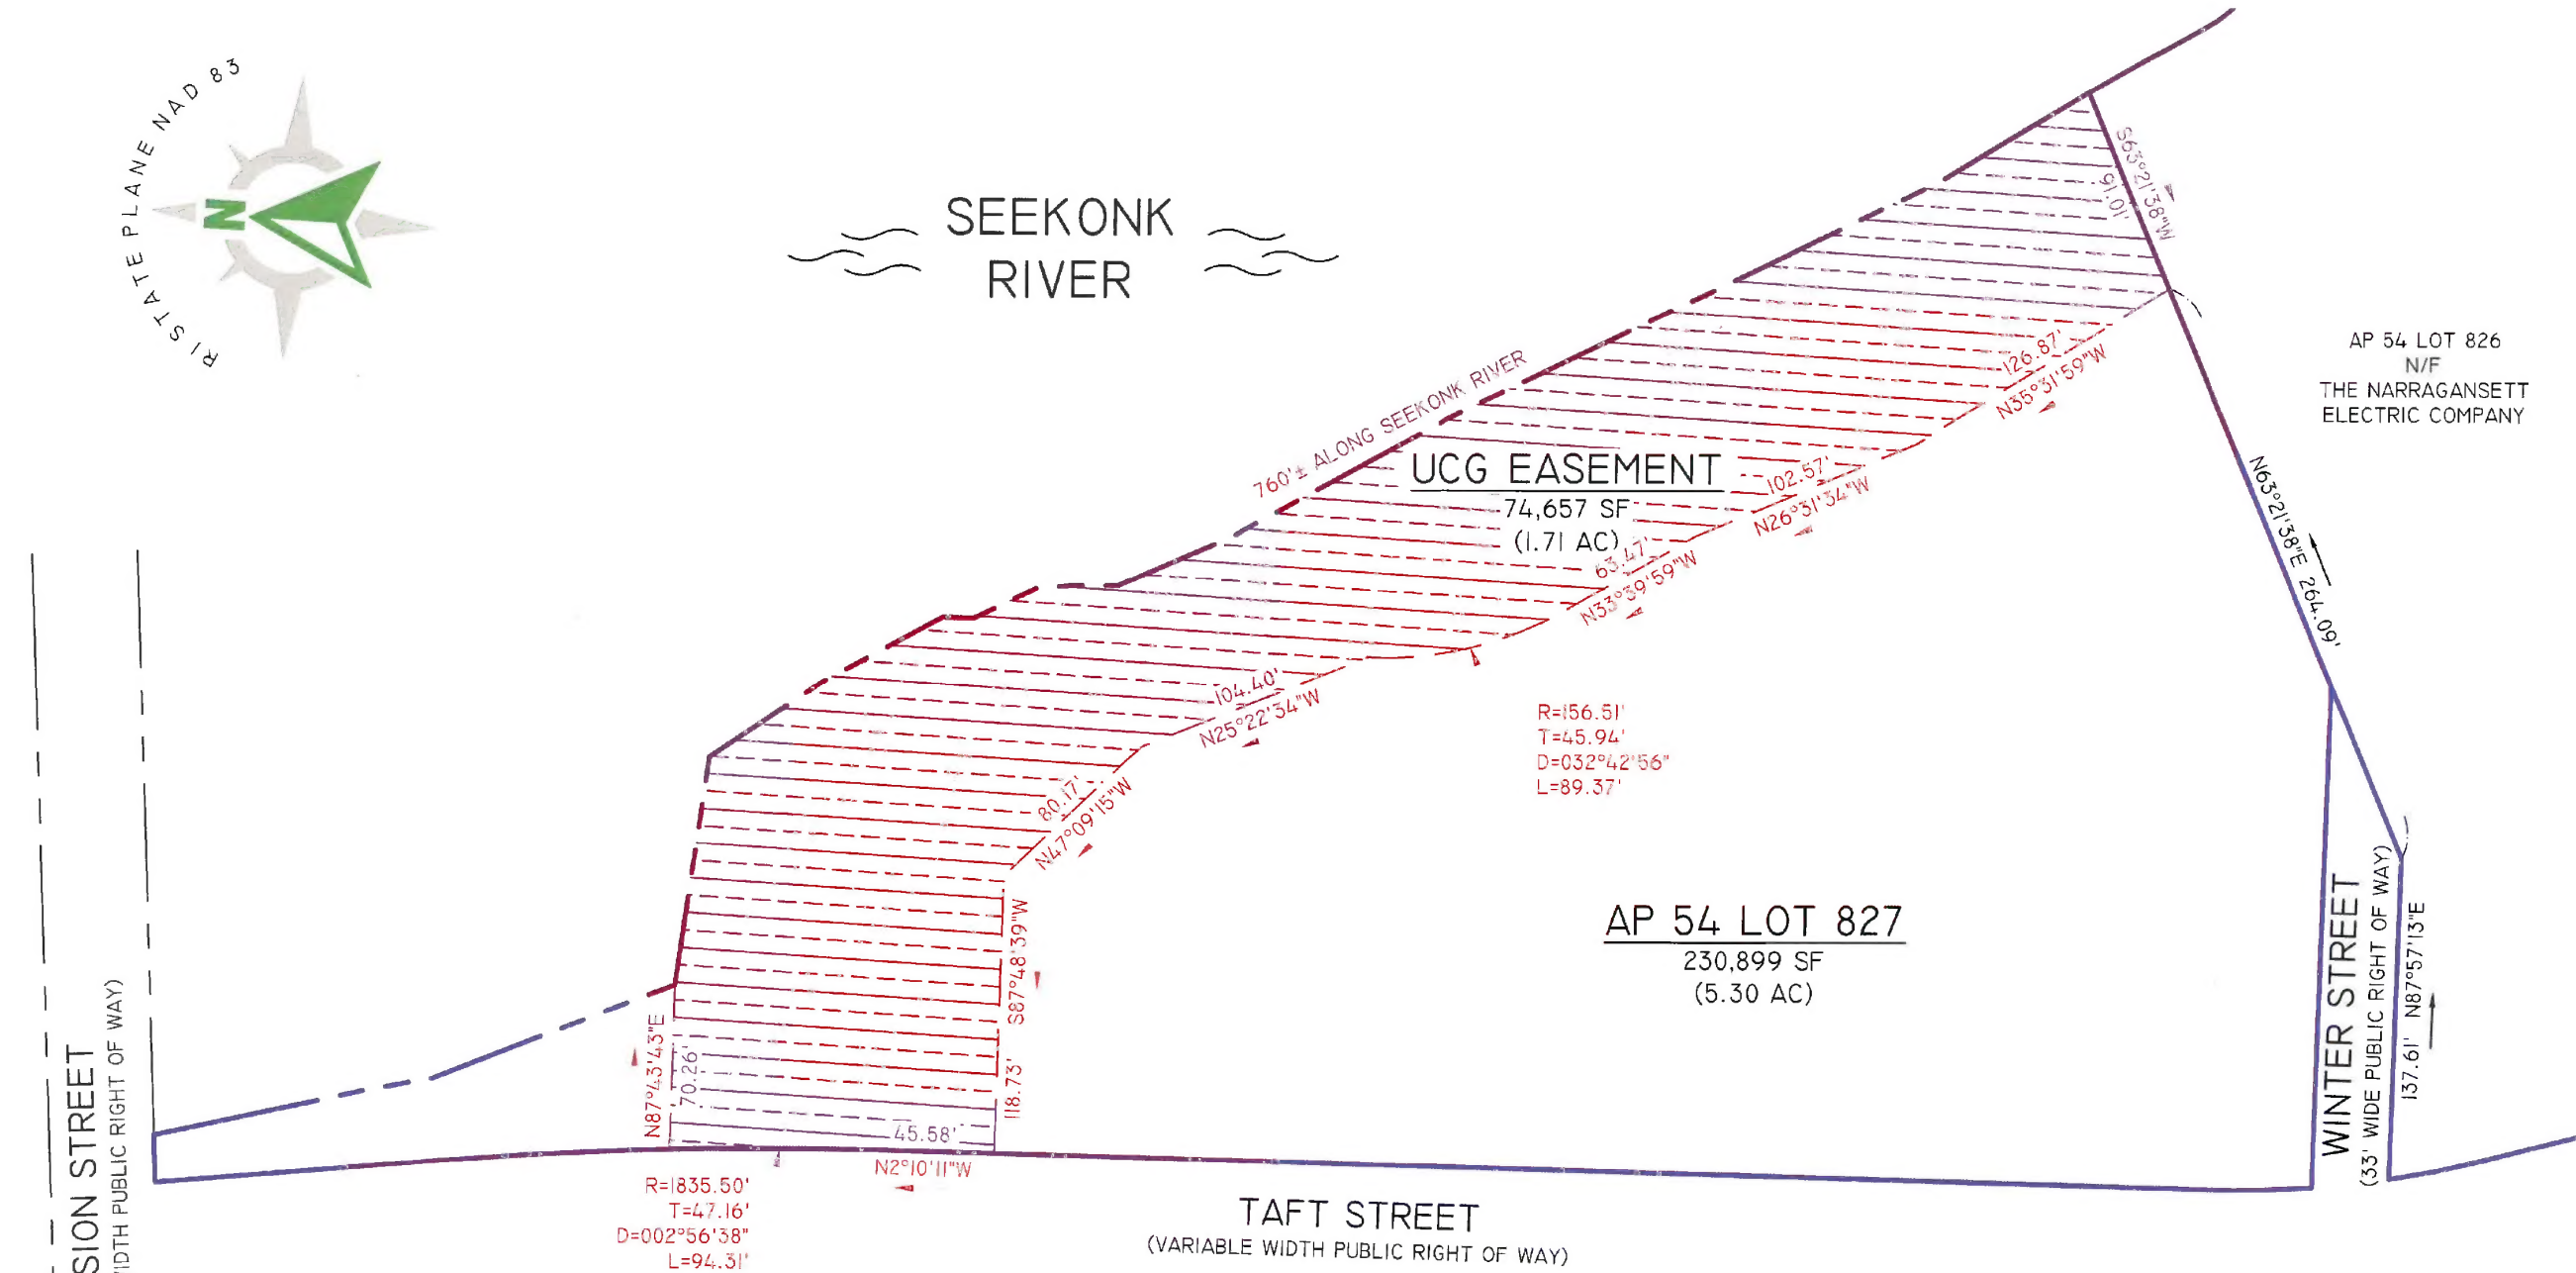 RI STATE PLANE NAD 83
N
SEEKONK
RIVER
S63°21'38"W
91.01'
AP 54 LOT 826
N/F
THE NARRAGANSETT
ELECTRIC COMPANY
126.87'
N35°31'59"W
760'± ALONG SEEKONK RIVER
UCG EASEMENT
74,657 SF
(1.71 AC)
102.57'
N26°31'34"W
63.47'
N33°39'59"W
N63°21'38"E 264.09'
104.40'
N25°22'34"W
R=156.51'
T=45.94'
D=032°42'56"
L=89.37'
80.17'
N47°09'15"W
S87°48'39"W
118.73'
AP 54 LOT 827
230,899 SF
(5.30 AC)
N87°43'43"E
70.26'
45.58'
N2°10'11"W
R=1835.50'
T=47.16'
D=002°56'38"
L=94.31'
TAFT STREET
(VARIABLE WIDTH PUBLIC RIGHT OF WAY)
WINTER STREET
(33' WIDE PUBLIC RIGHT OF WAY)
137.61' N87°57'13"E
SION STREET
IDTH PUBLIC RIGHT OF WAY)